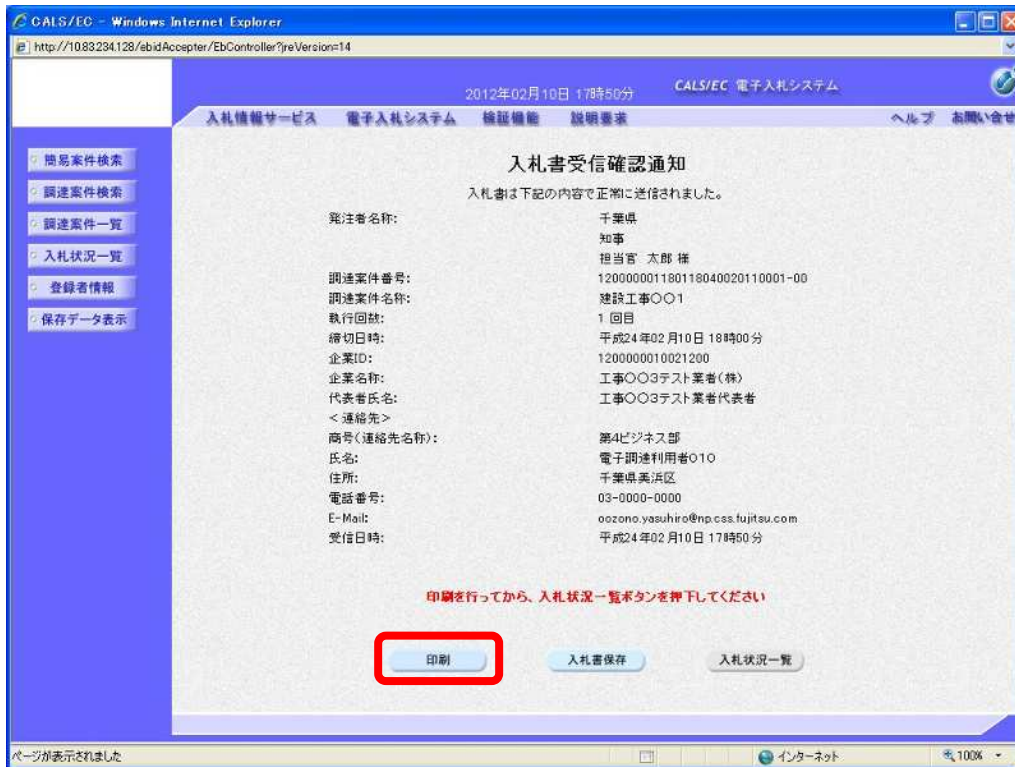 CALS/EC - Windows Internet Explorer
http://10.83.234.128/ebidAccepter/EbController?jreVersion=14
2012年02月10日 17時50分
CALS/EC 電子入札システム
入札情報サービス 電子入札システム 検証機能 説明要求 ヘルプ お問い合せ
簡易案件検索
調達案件検索
調達案件一覧
入札状況一覧
登録者情報
保存データ表示
入札書受信確認通知
入札書は下記の内容で正常に送信されました。
発注者名称: 千葉県
知事
担当官 太郎 様
調達案件番号: 120000001180118040020110001-00
調達案件名称: 建設工事〇〇1
執行回数: 1 回目
締切日時: 平成24年02月10日 18時00分
企業ID: 1200000010021200
企業名称: 工事〇〇3テスト業者(株)
代表者氏名: 工事〇〇3テスト業者代表者
<連絡先>
商号(連絡先名称): 第4ビジネス部
氏名: 電子調達利用者010
住所: 千葉県美浜区
電話番号: 03-0000-0000
E-Mail: oozono.yasuhiro@np.css.fujitsu.com
受信日時: 平成24年02月10日 17時50分
印刷を行ってから、入札状況一覧ボタンを押下してください
印刷 入札書保存 入札状況一覧
ページが表示されました インターネット 100%